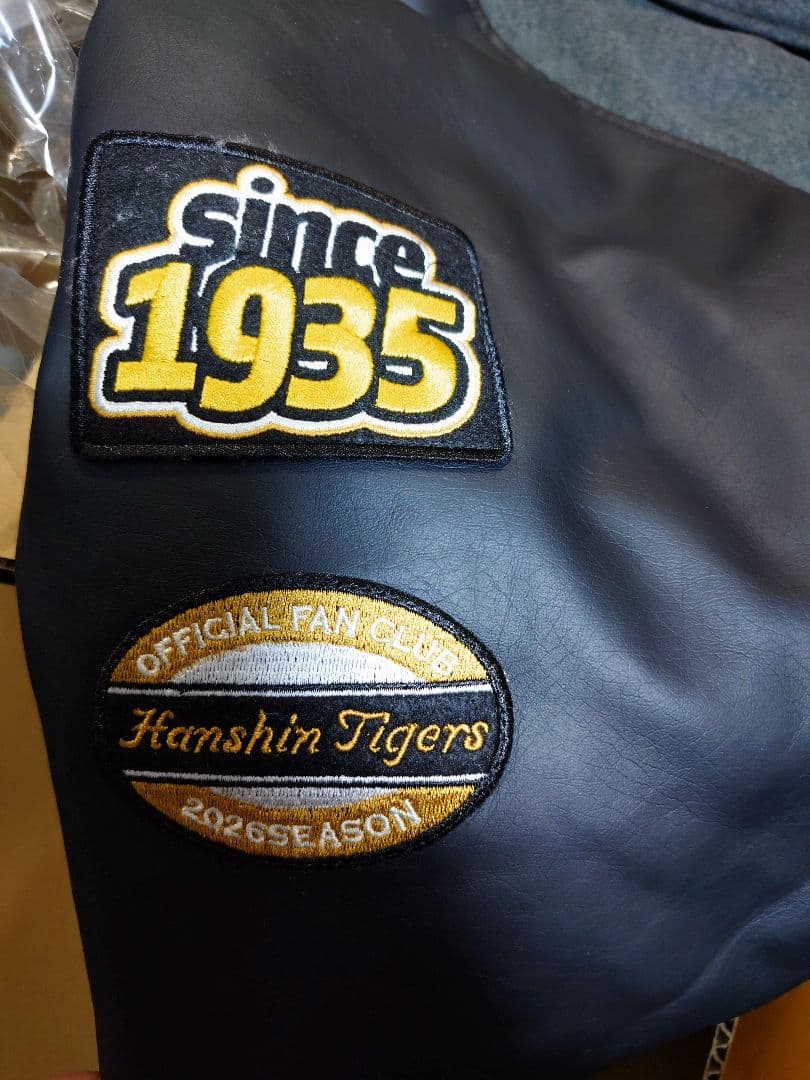 since
1935
OFFICIAL FAN CLUB
Hanshin Tigers
2026SEASON